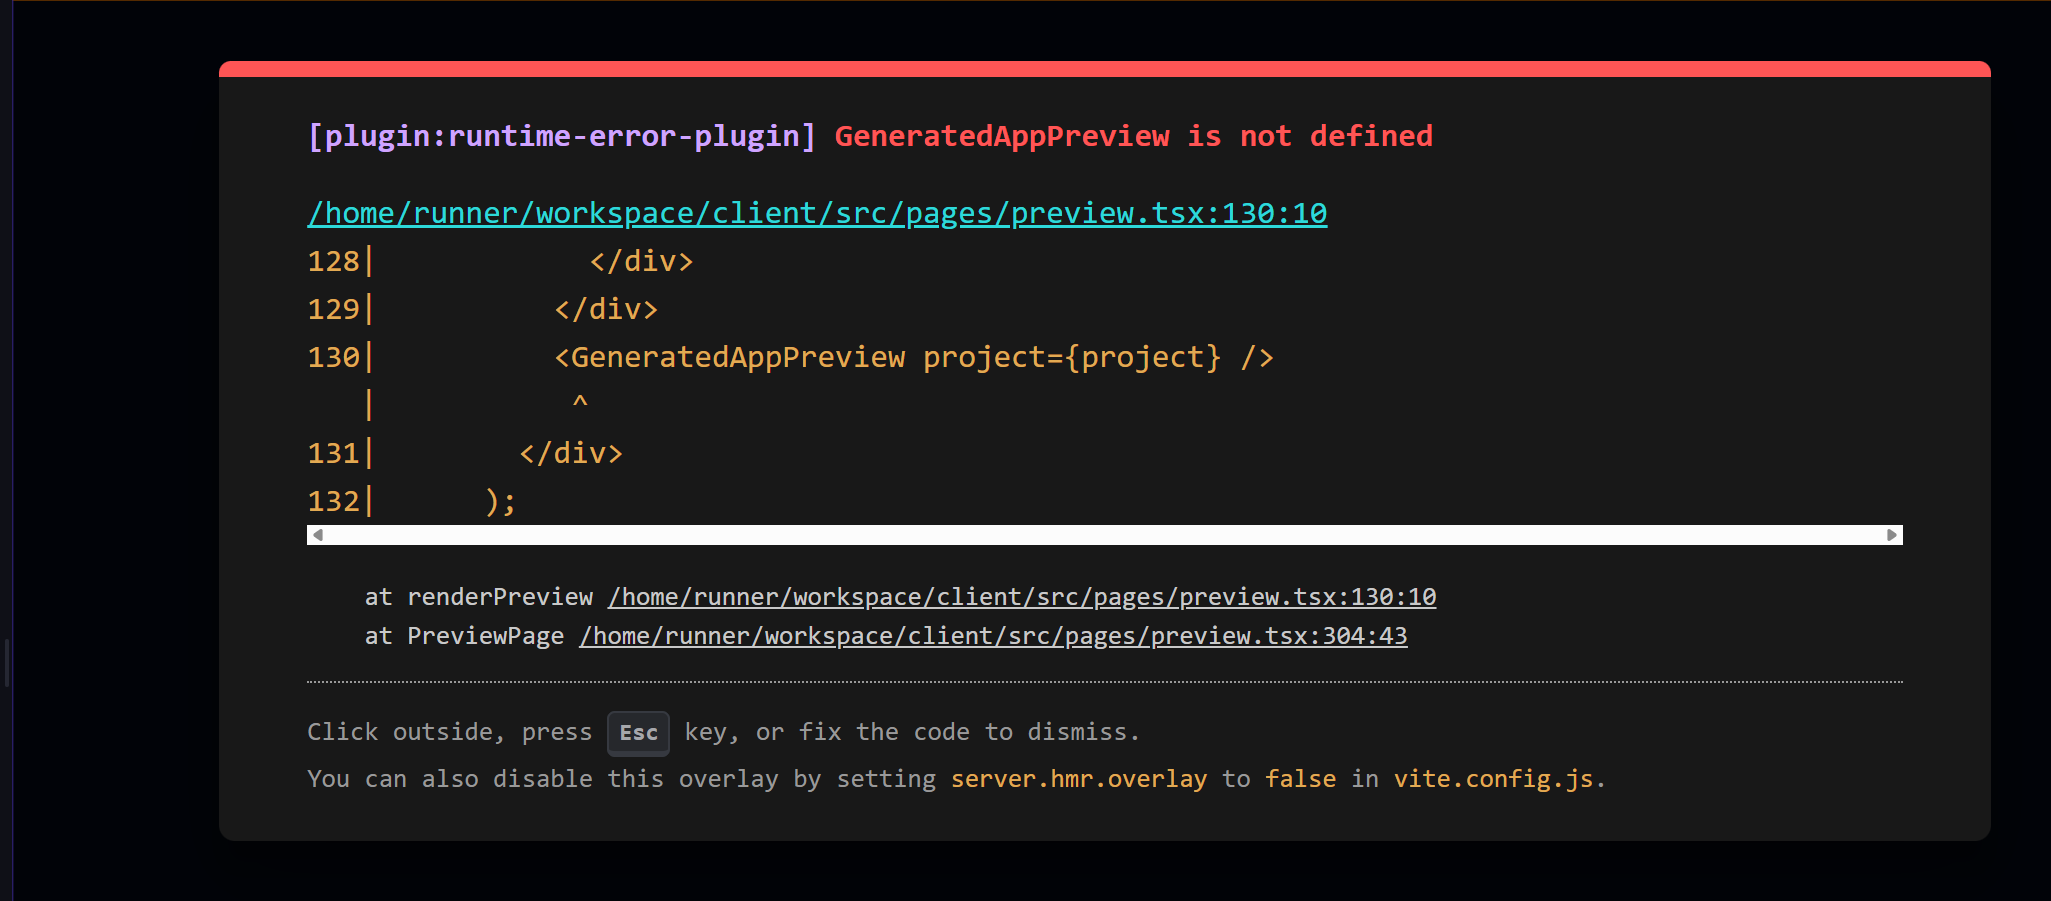 [plugin:runtime-error-plugin] GeneratedAppPreview is not defined
/home/runner/workspace/client/src/pages/preview.tsx:130:10
128|            </div>
129|          </div>
130|          <GeneratedAppPreview project={project} />
   |           ^
131|        </div>
132|      );
at renderPreview /home/runner/workspace/client/src/pages/preview.tsx:130:10
at PreviewPage /home/runner/workspace/client/src/pages/preview.tsx:304:43
Click outside, press Esc key, or fix the code to dismiss.
You can also disable this overlay by setting server.hmr.overlay to false in vite.config.js.